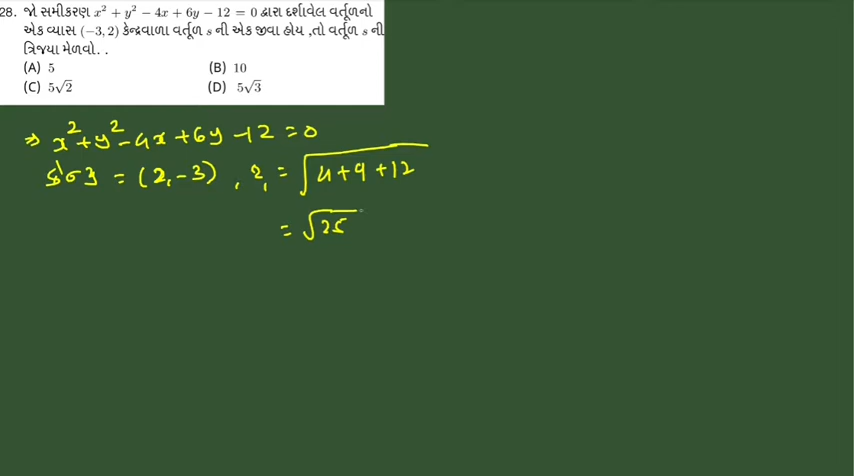 28. જો સમીકરણ x² + y² − 4x + 6y − 12 = 0 દ્વારા દર્શાવેલ વર્તૂળનો
એક વ્યાસ (−3, 2) કેન્દ્રવાળા વર્તૂળ s ની એક જીવા હોય ,તો વર્તૂળ s ની
ત્રિજયા મેળવો. .
(A) 5 (B) 10
(C) 5√2 (D) 5√3
⇒ x² + y² - 4x + 6y - 12 = 0
કેન્દ્ર = (2, -3) , r₁ = √4 + 9 + 12
= √25